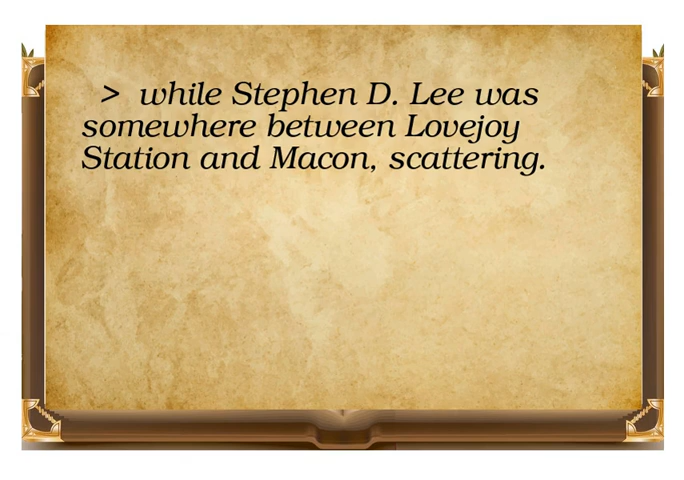 > while Stephen D. Lee was
somewhere between Lovejoy
Station and Macon, scattering.